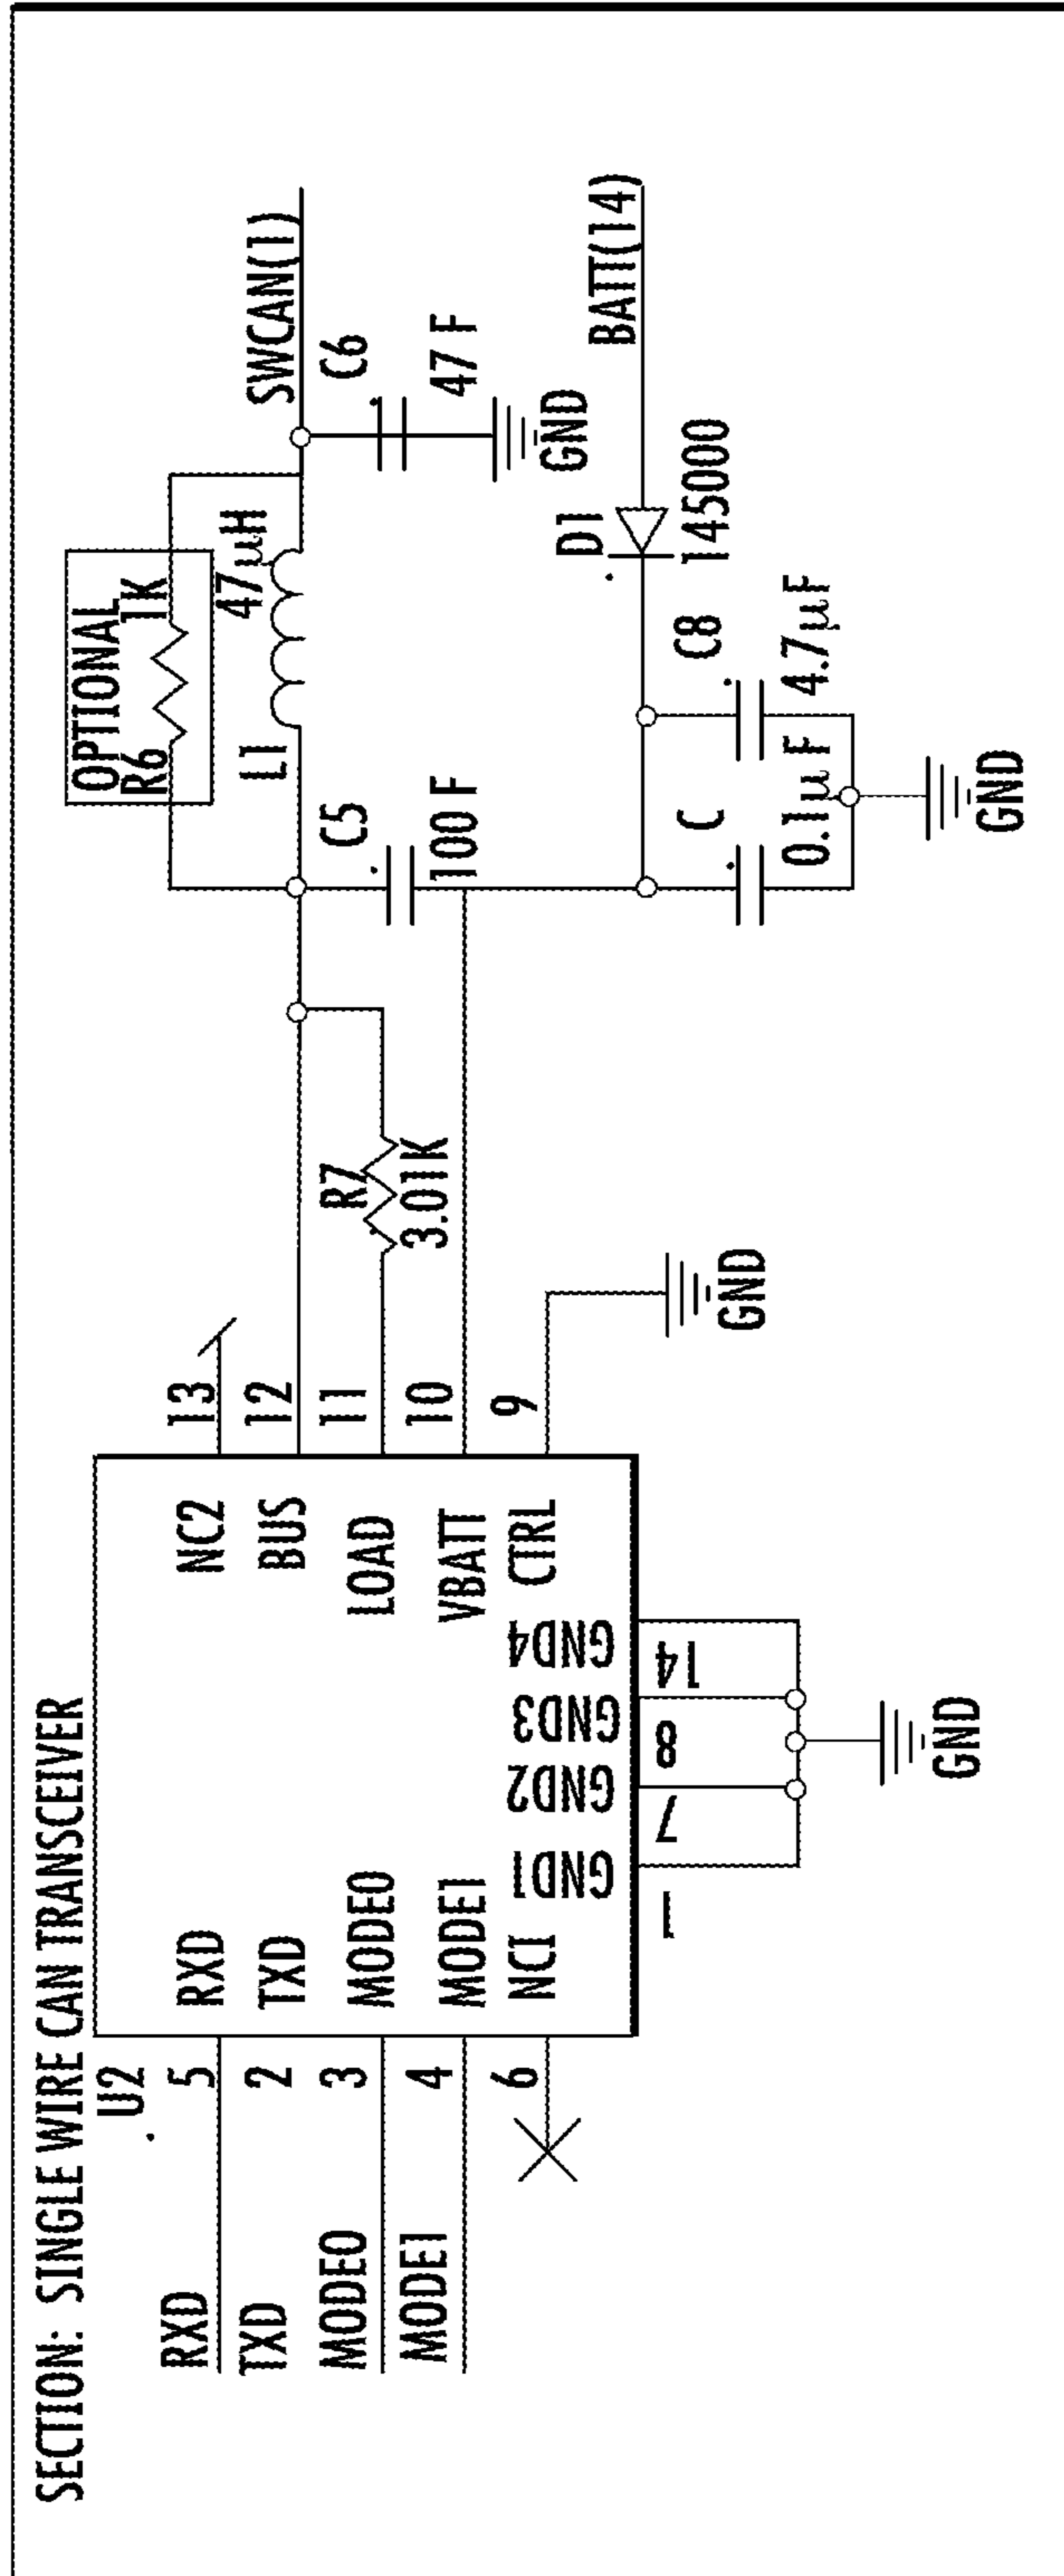 SECTION: SINGLE WIRE CAN TRANSCEIVER
U2
RXD
5
RXD
TXD
2
TXD
MODE0
3
MODE0
MODE1
4
MODE1
6
NCI
NC2
13
BUS
12
LOAD
11
VBATT
10
CTRL
9
GND1
GND2
GND3
GND4
1
7
8
14
GND
GND
R7
3.01K
OPTIONAL
R6
1K
L1
47µH
SWCAN(1)
C5
100 F
C6
47 F
GND
D1
145000
BATT(14)
C
0.1µF
C8
4.7µF
GND